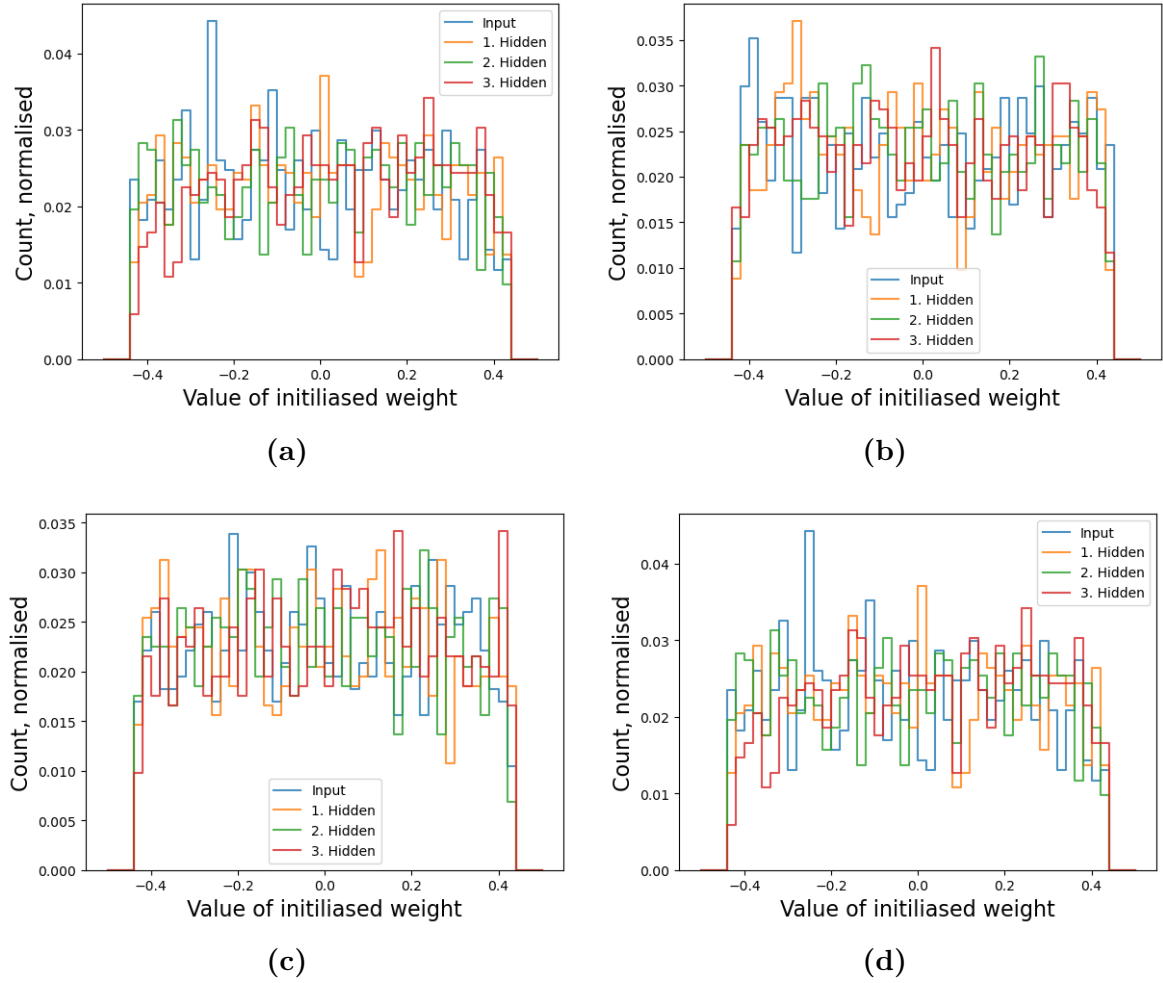 Count, normalised
0.04
0.03
0.02
0.01
0.00
Input
1. Hidden
2. Hidden
3. Hidden
−0.4 −0.2 0.0 0.2 0.4
Value of initiliased weight
(a)
Count, normalised
0.035
0.030
0.025
0.020
0.015
0.010
0.005
0.000
Input
1. Hidden
2. Hidden
3. Hidden
−0.4 −0.2 0.0 0.2 0.4
Value of initiliased weight
(b)
Count, normalised
0.035
0.030
0.025
0.020
0.015
0.010
0.005
0.000
Input
1. Hidden
2. Hidden
3. Hidden
−0.4 −0.2 0.0 0.2 0.4
Value of initiliased weight
(c)
Count, normalised
0.04
0.03
0.02
0.01
0.00
Input
1. Hidden
2. Hidden
3. Hidden
−0.4 −0.2 0.0 0.2 0.4
Value of initiliased weight
(d)